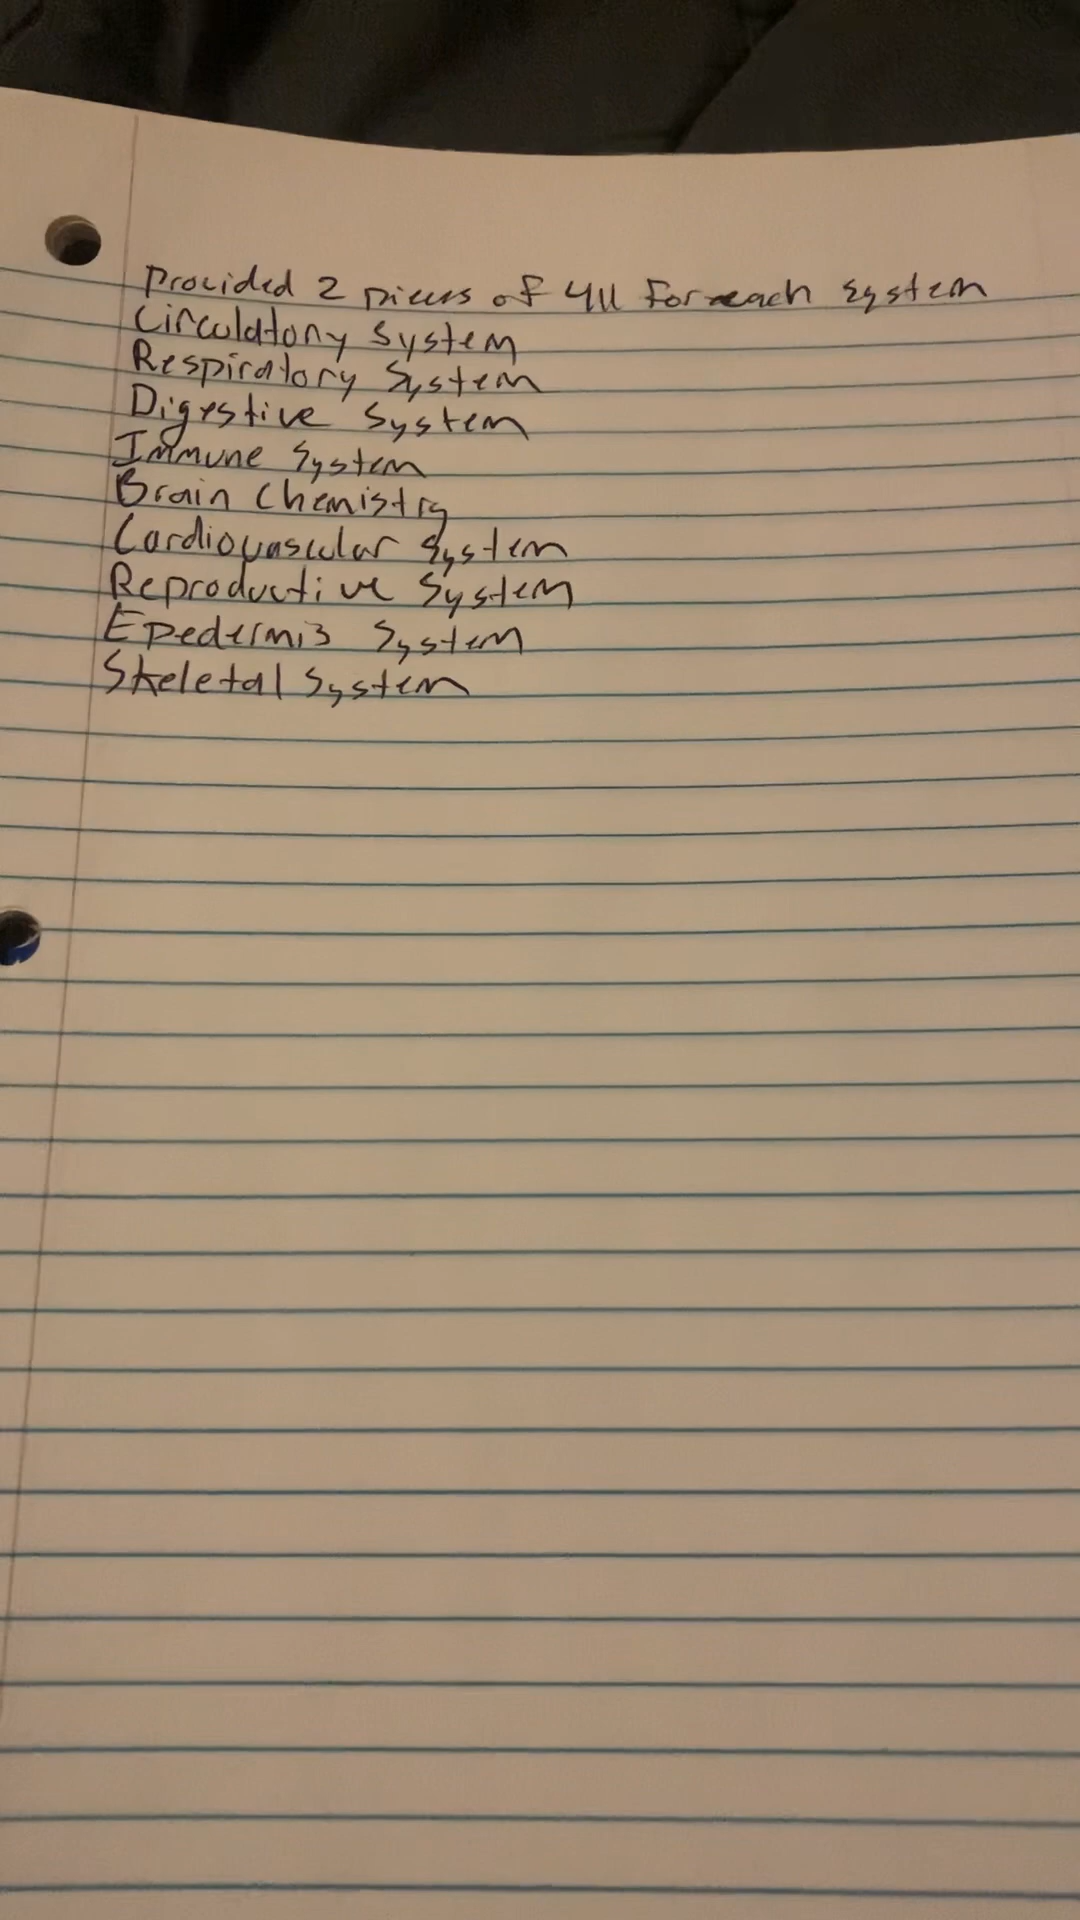 Provided 2 pieces of 411 For each system
Circulatory System
Respiratory System
Digestive System
Immune System
Brain Chemistry
Cardiovascular System
Reproductive System
Epedermis System
Skeletal System